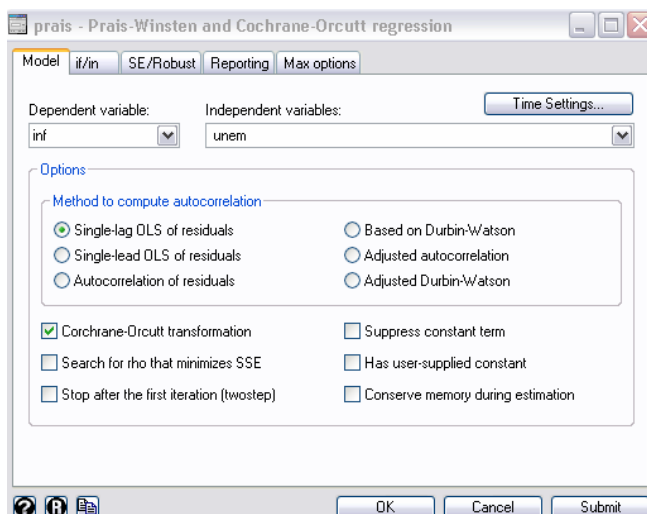 prais - Prais-Winsten and Cochrane-Orcutt regression
Model if/in SE/Robust Reporting Max options
Time Settings...
Dependent variable: Independent variables:
inf unem
Options
Method to compute autocorrelation
Single-lag OLS of residuals Based on Durbin-Watson
Single-lead OLS of residuals Adjusted autocorrelation
Autocorrelation of residuals Adjusted Durbin-Watson
Corchrane-Orcutt transformation Suppress constant term
Search for rho that minimizes SSE Has user-supplied constant
Stop after the first iteration (twostep) Conserve memory during estimation
? R OK Cancel Submit